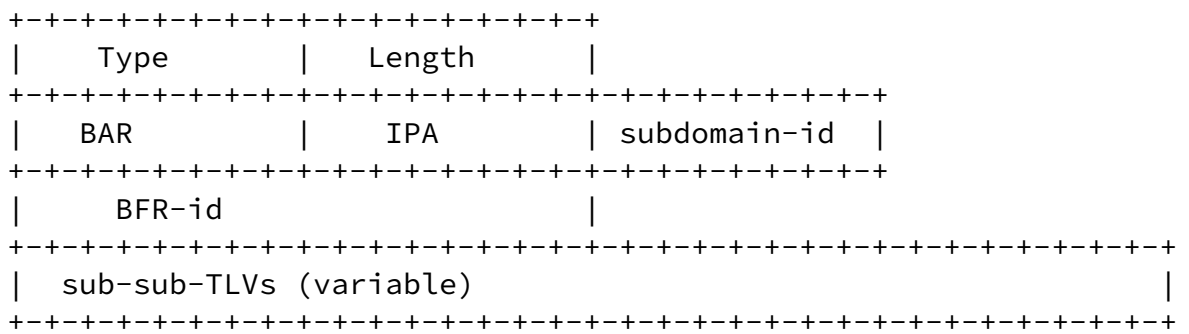 +-+-+-+-+-+-+-+-+-+-+-+-+-+-+-+-+
|     Type      |   Length      |
+-+-+-+-+-+-+-+-+-+-+-+-+-+-+-+-+-+-+-+-+-+-+-+-+
|   BAR         |    IPA        | subdomain-id  |
+-+-+-+-+-+-+-+-+-+-+-+-+-+-+-+-+-+-+-+-+-+-+-+-+
|     BFR-id                    |
+-+-+-+-+-+-+-+-+-+-+-+-+-+-+-+-+-+-+-+-+-+-+-+-+-+-+-+-+-+-+-+-+
|  sub-sub-TLVs (variable)                                      |
+-+-+-+-+-+-+-+-+-+-+-+-+-+-+-+-+-+-+-+-+-+-+-+-+-+-+-+-+-+-+-+-+